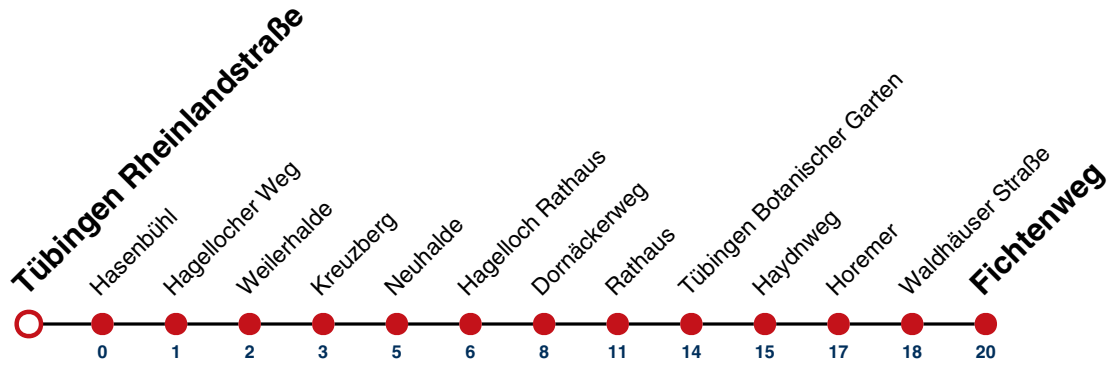 Tübingen Rheinlandstraße
Hasenbühl
Hagellocher Weg
Weilerhalde
Kreuzberg
Neuhalde
Hagelloch Rathaus
Dornäckerweg
Rathaus
Tübingen Botanischer Garten
Haydnweg
Horemer
Waldhäuser Straße
Fichtenweg
0 1 2 3 5 6 8 11 14 15 17 18 20